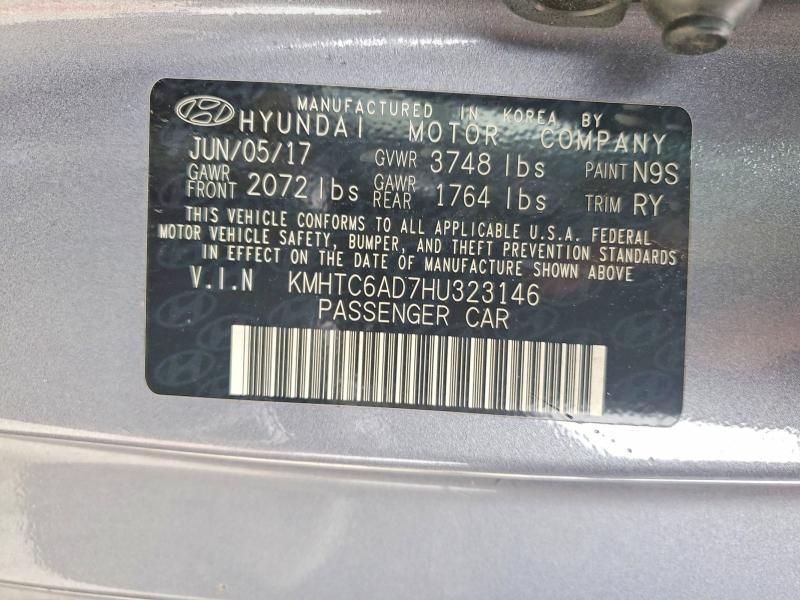 MANUFACTURED IN KOREA BY
HYUNDAI MOTOR COMPANY
JUN/05/17 GVWR 3748 lbs PAINT N9S
GAWR FRONT 2072 lbs GAWR REAR 1764 lbs TRIM RY
THIS VEHICLE CONFORMS TO ALL APPLICABLE U.S.A. FEDERAL
MOTOR VEHICLE SAFETY, BUMPER, AND THEFT PREVENTION STANDARDS
IN EFFECT ON THE DATE OF MANUFACTURE SHOWN ABOVE.
V.I.N KMHTC6AD7HU323146
PASSENGER CAR